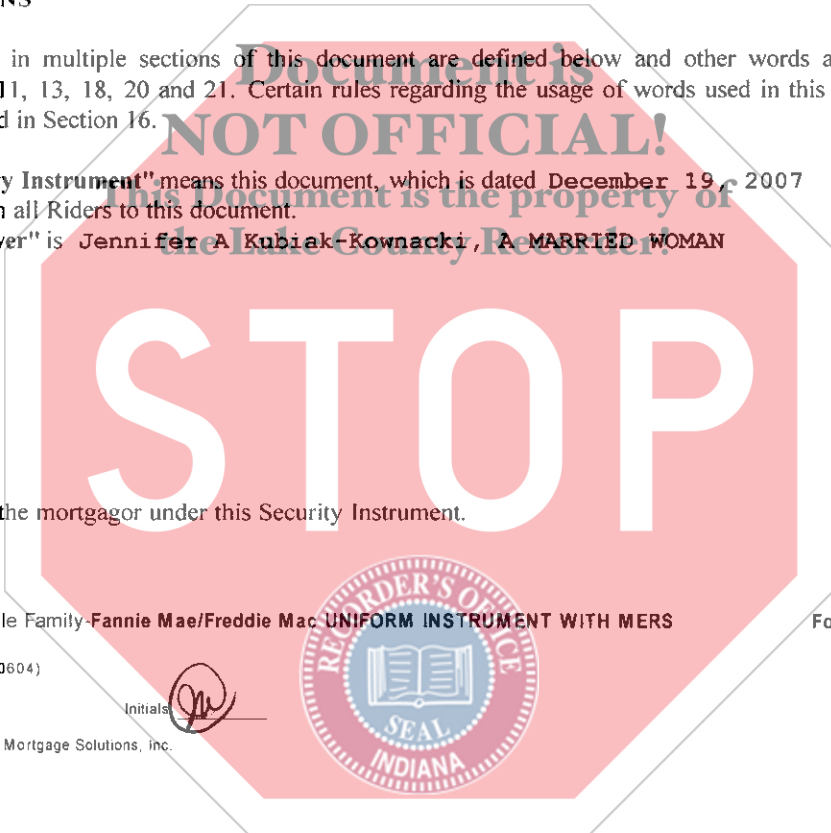 NS
Document is
in multiple sections of this document are defined below and other words a
11, 13, 18, 20 and 21. Certain rules regarding the usage of words used in this
d in Section 16.
NOT OFFICIAL!
y Instrument" means this document, which is dated December 19, 2007
This Document is the property of
n all Riders to this document.
ver" is Jennifer A Kubiak-Kownacki, A MARRIED WOMAN
the Lake County Recorder!
STOP
the mortgagor under this Security Instrument.
le Family-Fannie Mae/Freddie Mac UNIFORM INSTRUMENT WITH MERS Fo
0604)
Initials
Mortgage Solutions, Inc.
RECORDER'S OFFICE
SEAL
INDIANA